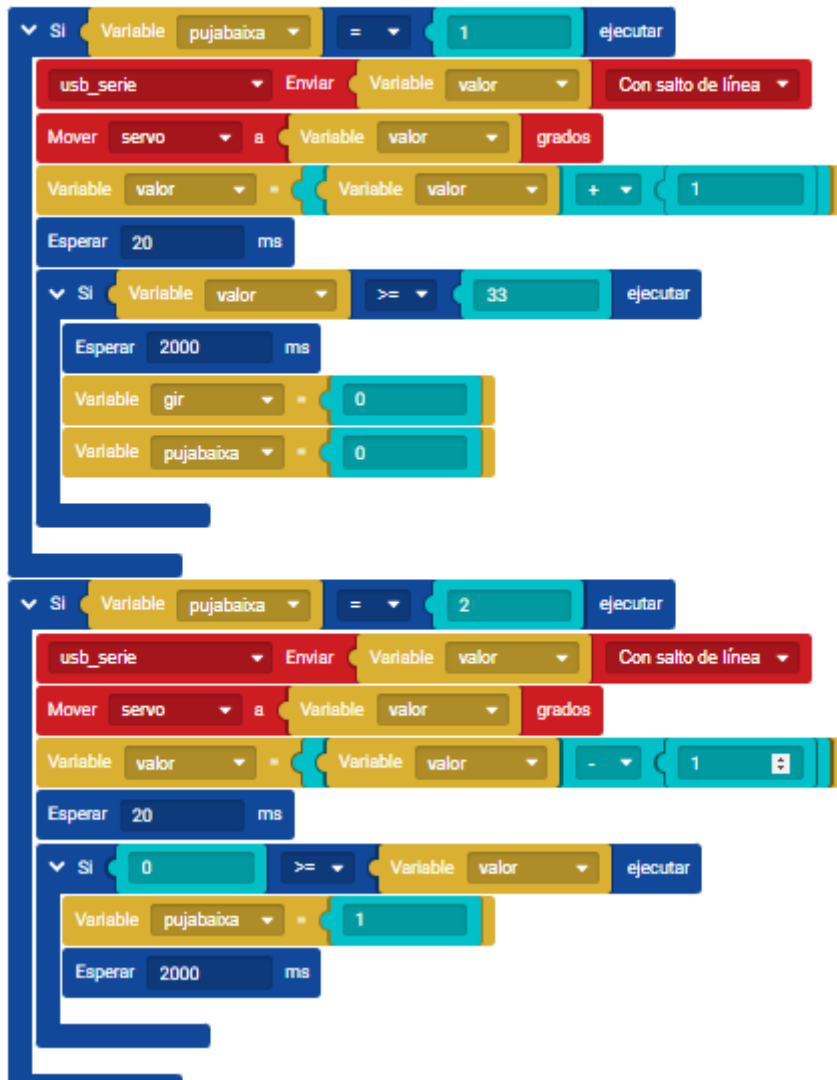 Si Variable pujabaixa = 1 ejecutar
usb_serie Enviar Variable valor Con salto de línea
Mover servo a Variable valor grados
Variable valor = Variable valor + 1
Esperar 20 ms
Si Variable valor >= 33 ejecutar
Esperar 2000 ms
Variable gir = 0
Variable pujabaixa = 0
Si Variable pujabaixa = 2 ejecutar
usb_serie Enviar Variable valor Con salto de línea
Mover servo a Variable valor grados
Variable valor = Variable valor - 1
Esperar 20 ms
Si 0 >= Variable valor ejecutar
Variable pujabaixa = 1
Esperar 2000 ms